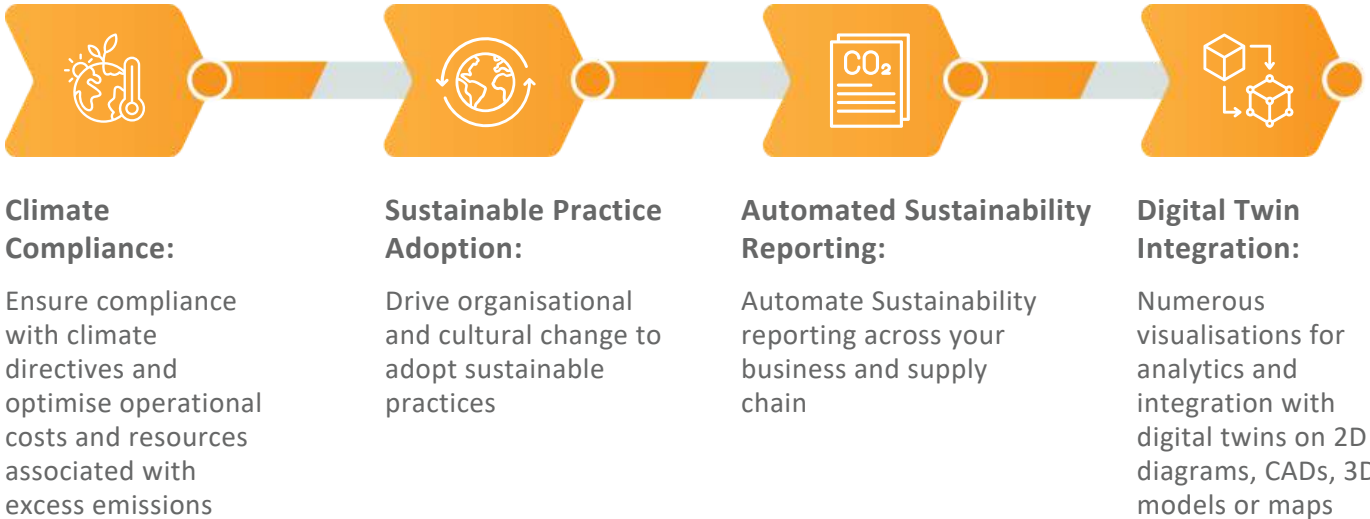 CO₂
Climate
Compliance:
Ensure compliance
with climate
directives and
optimise operational
costs and resources
associated with
excess emissions
Sustainable Practice
Adoption:
Drive organisational
and cultural change to
adopt sustainable
practices
Automated Sustainability
Reporting:
Automate Sustainability
reporting across your
business and supply
chain
Digital Twin
Integration:
Numerous
visualisations for
analytics and
integration with
digital twins on 2D
diagrams, CADs, 3D
models or maps